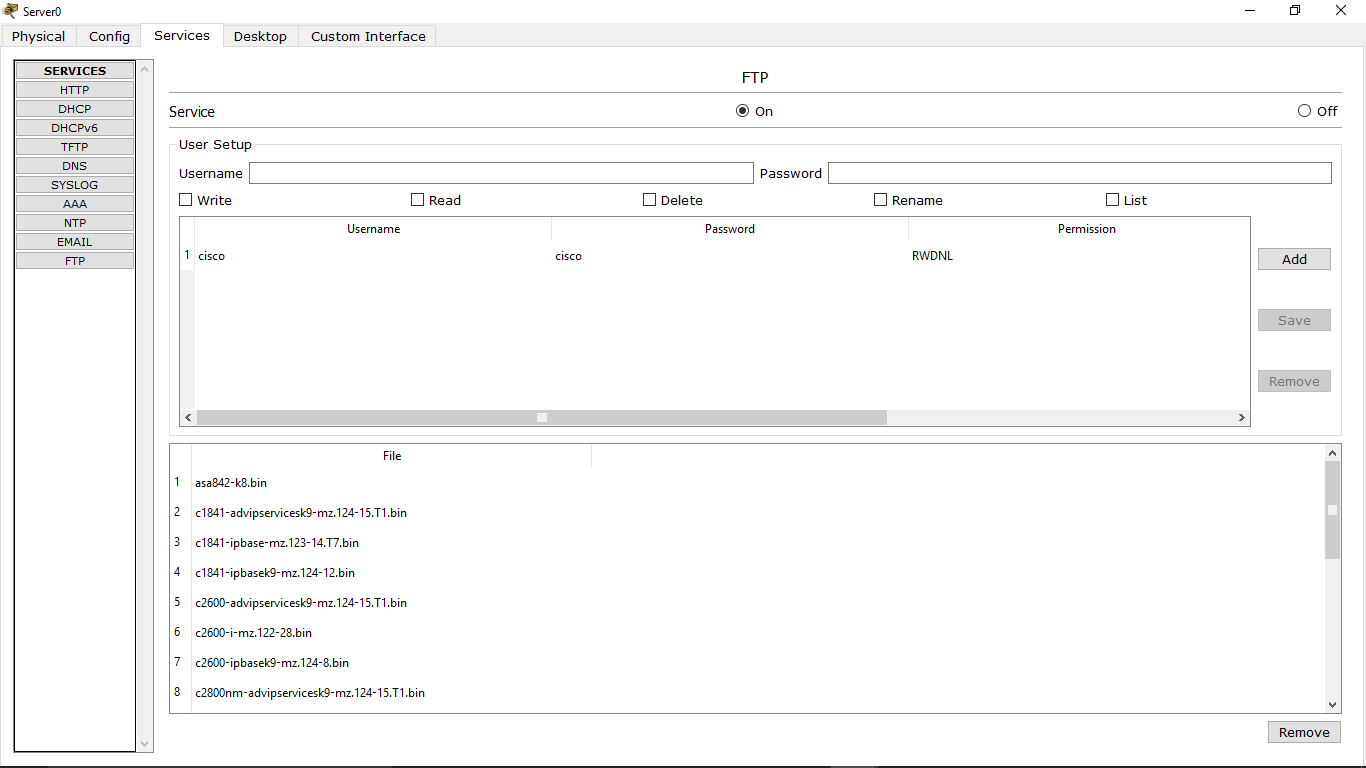 Server0
Physical Config Services Desktop Custom Interface
SERVICES
HTTP
DHCP
DHCPv6
TFTP
DNS
SYSLOG
AAA
NTP
EMAIL
FTP
FTP
Service On Off
User Setup
Username Password
Write Read Delete Rename List
Username Password Permission
1 cisco cisco RWDNL
Add
Save
Remove
File
1 asa842-k8.bin
2 c1841-advipservicesk9-mz.124-15.T1.bin
3 c1841-ipbase-mz.123-14.T7.bin
4 c1841-ipbasek9-mz.124-12.bin
5 c2600-advipservicesk9-mz.124-15.T1.bin
6 c2600-i-mz.122-28.bin
7 c2600-ipbasek9-mz.124-8.bin
8 c2800nm-advipservicesk9-mz.124-15.T1.bin
Remove